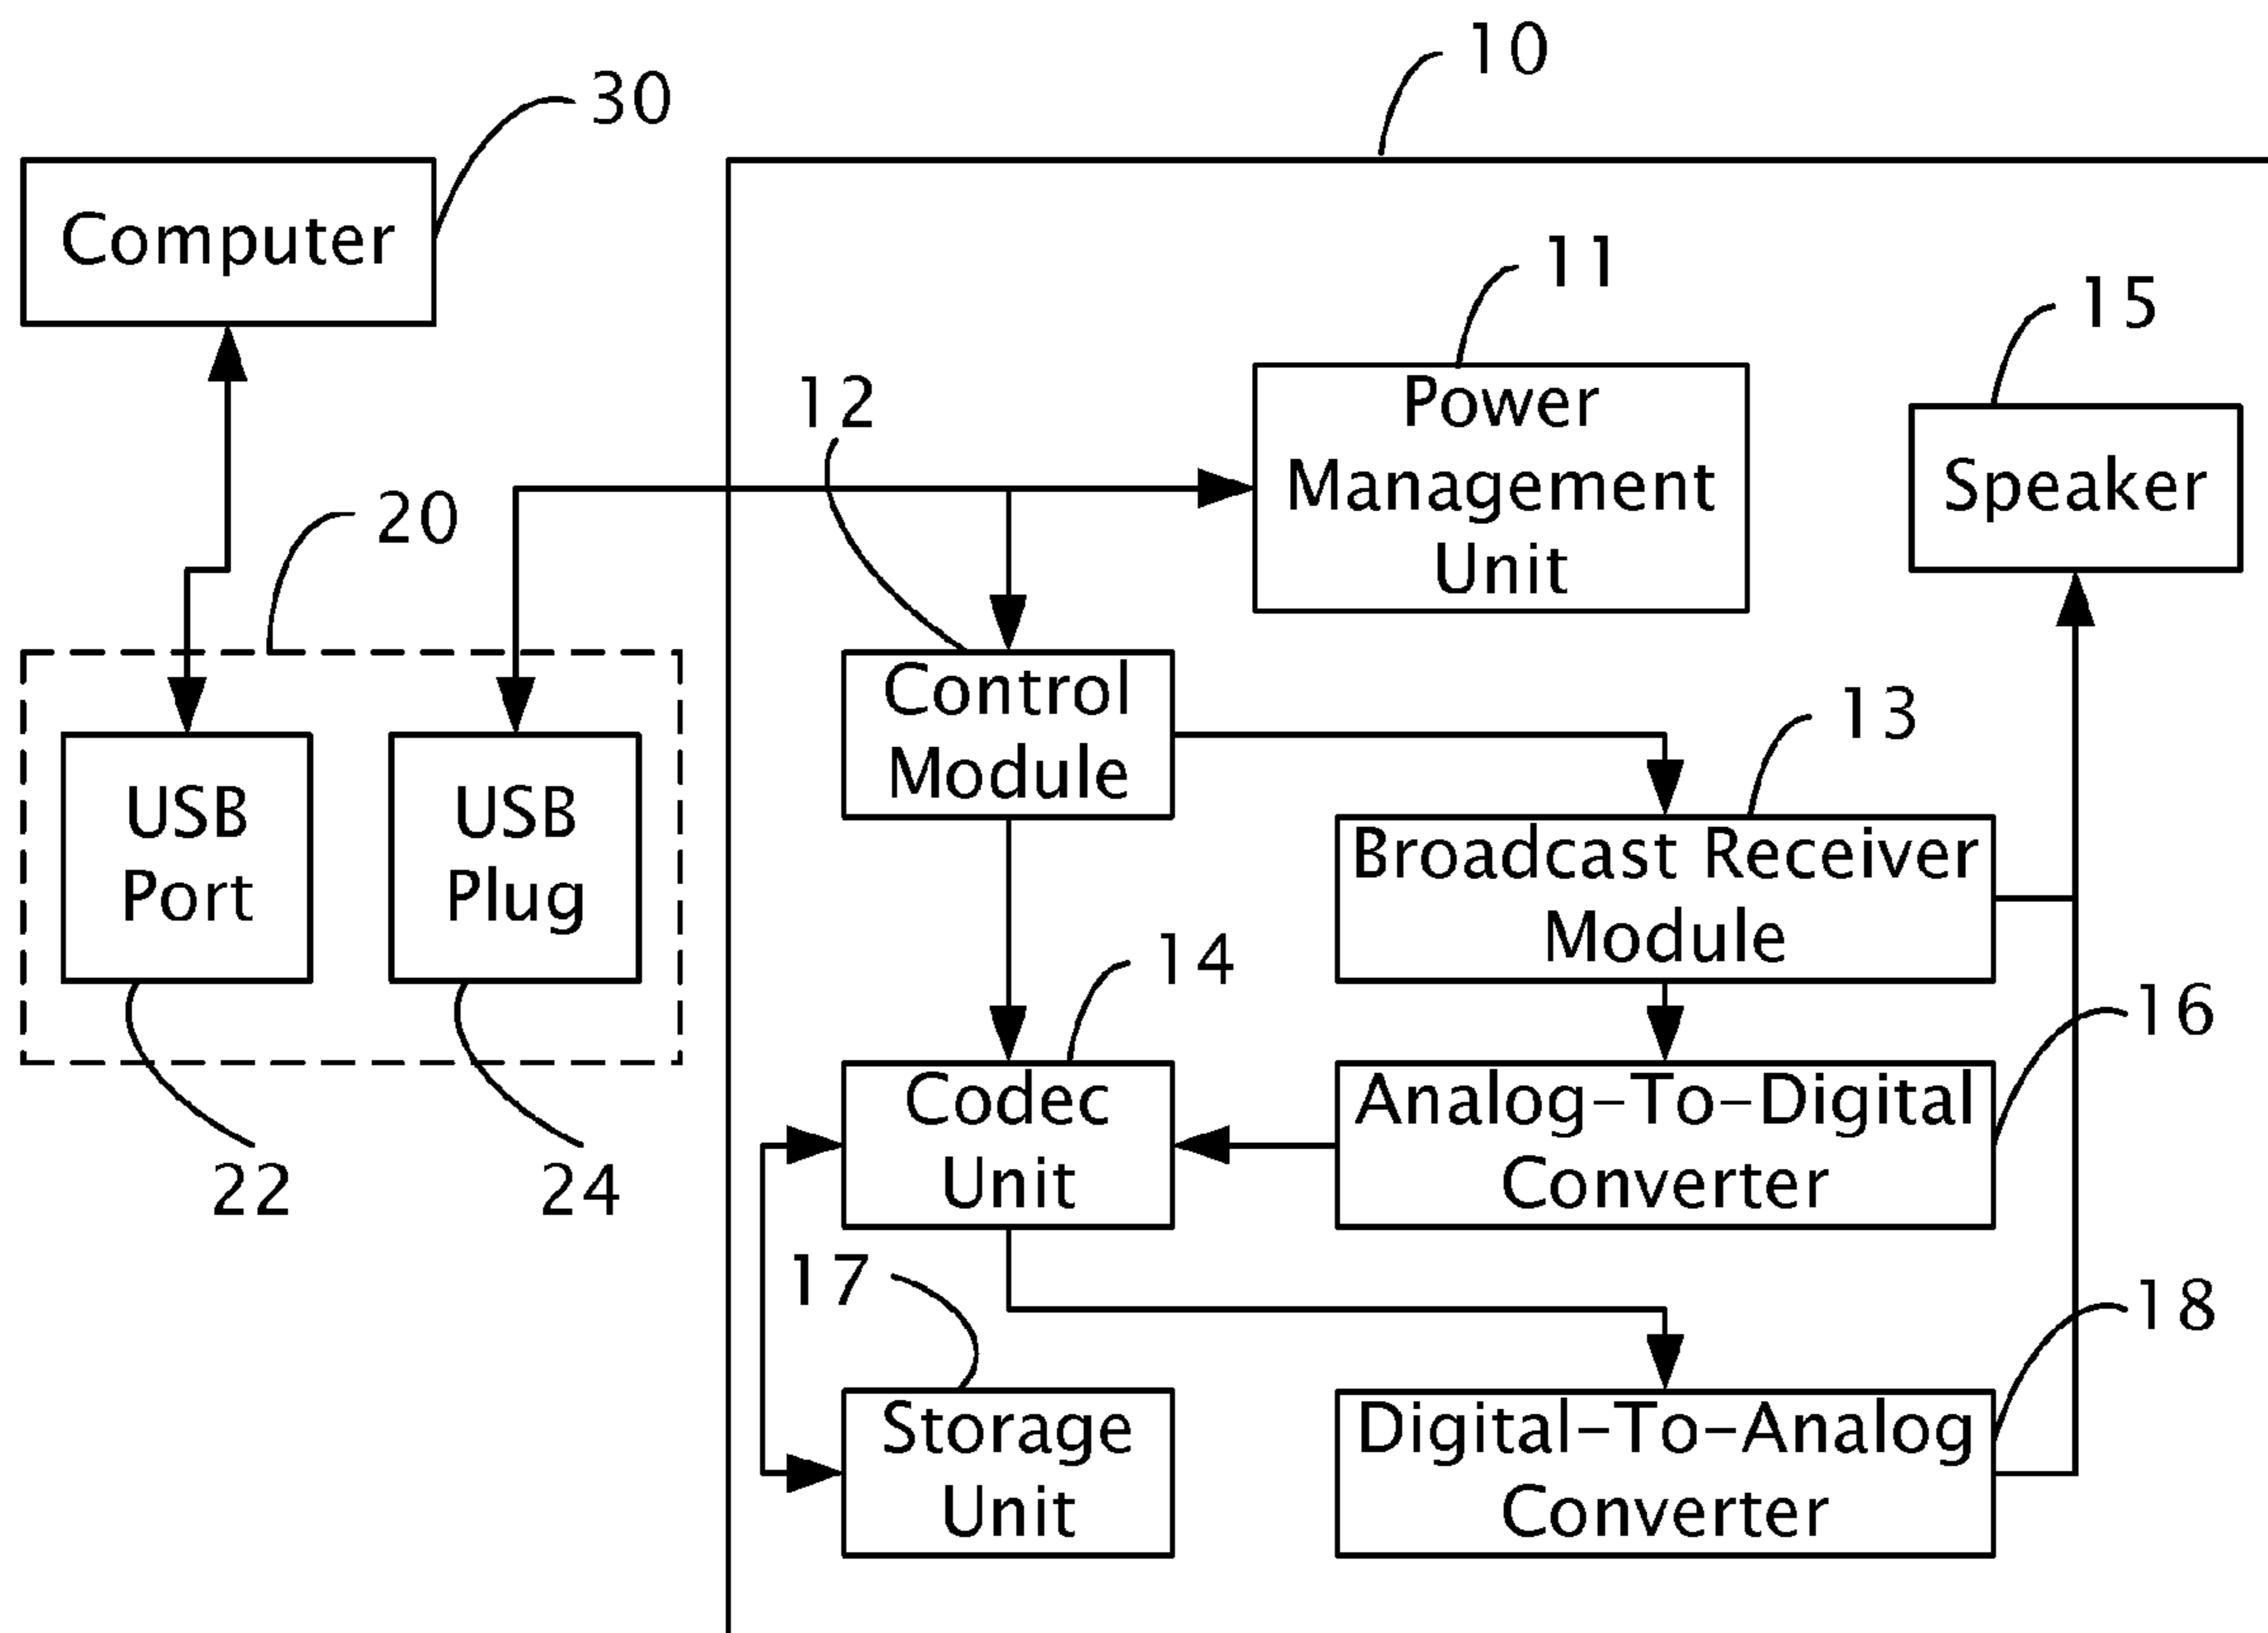 10
30
Computer
11
15
12
Power
Management
Unit
Speaker
20
Control
Module
13
USB
Port
USB
Plug
Broadcast Receiver
Module
14
16
Codec
Unit
Analog-To-Digital
Converter
22
24
17
18
Storage
Unit
Digital-To-Analog
Converter